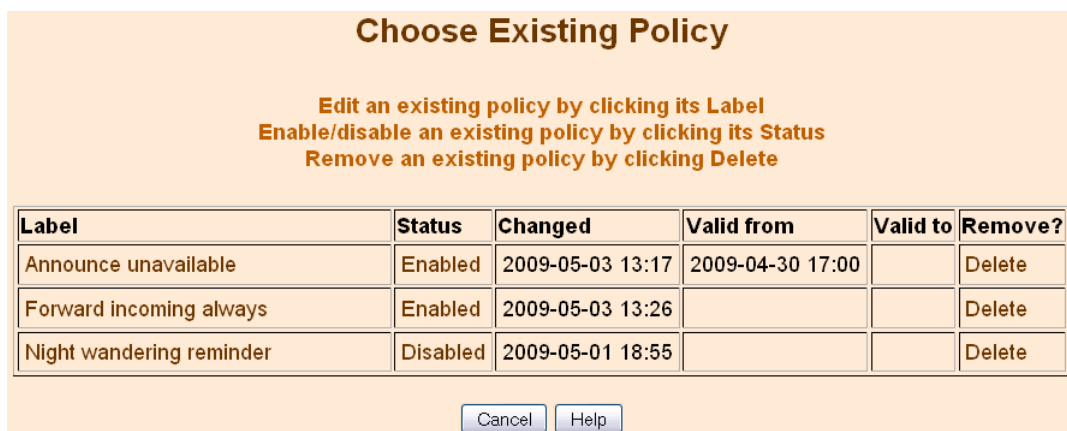 Choose Existing Policy
Edit an existing policy by clicking its Label
Enable/disable an existing policy by clicking its Status
Remove an existing policy by clicking Delete
Label Status Changed Valid from Valid to Remove?
Announce unavailable Enabled 2009-05-03 13:17 2009-04-30 17:00 Delete
Forward incoming always Enabled 2009-05-03 13:26 Delete
Night wandering reminder Disabled 2009-05-01 18:55 Delete
Cancel Help